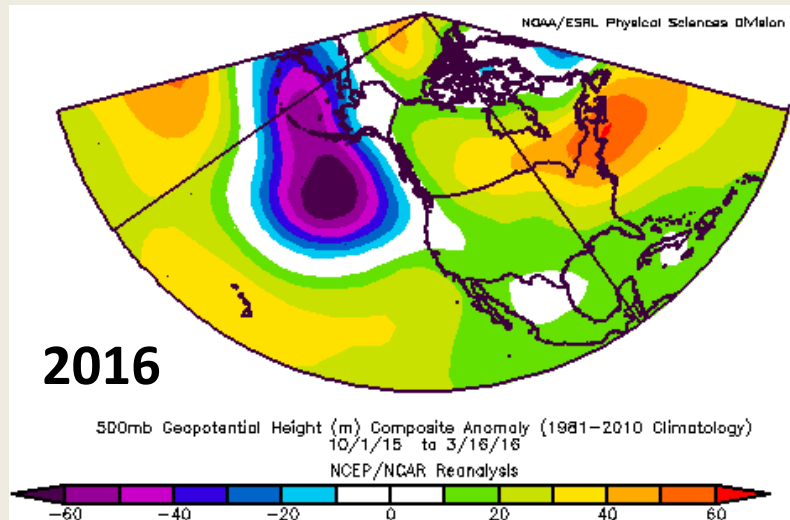 NOAA/ESRL Physical Sciences Division
2016
500mb Geopotential Height (m) Composite Anomaly (1981-2010 Climatology)
10/1/15 to 3/16/16
NCEP/NCAR Reanalysis
-60 -40 -20 0 20 40 60